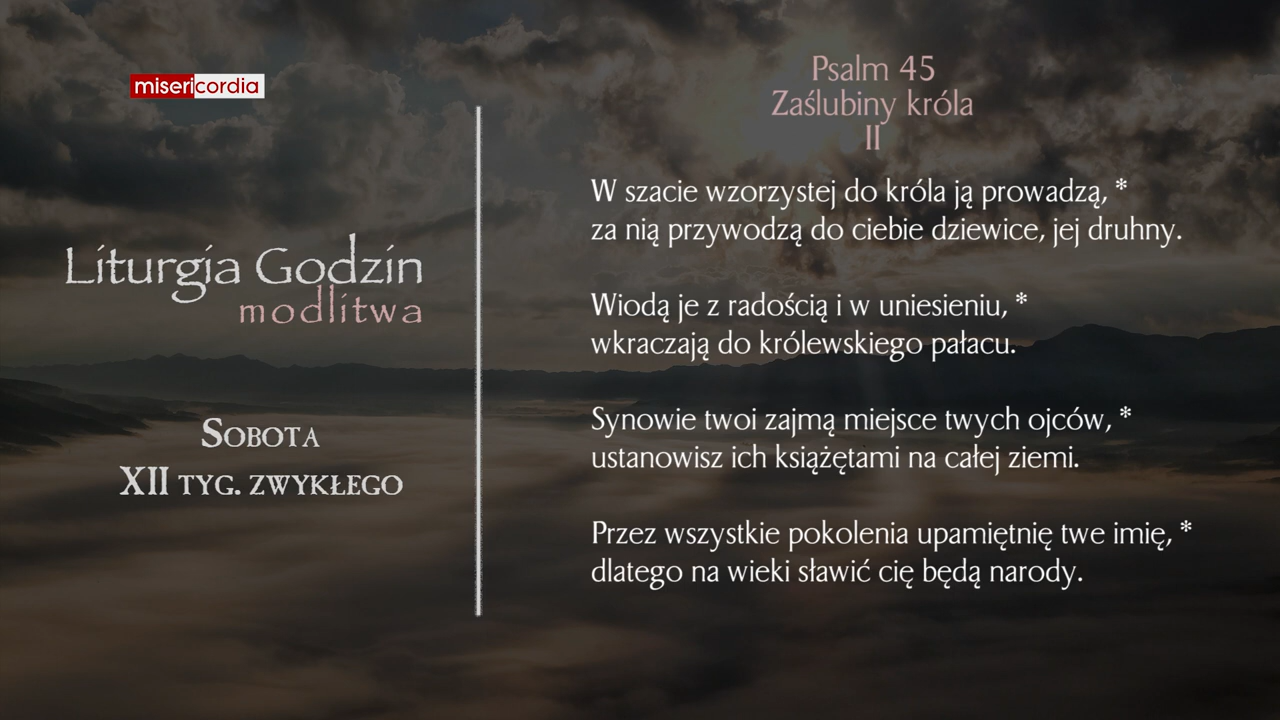 misericordia
Liturgia Godzin
modlitwa
SOBOTA
XII TYG. ZWYKŁEGO
Psalm 45
Zaślubiny króla
II
W szacie wzorzystej do króla ją prowadzą, *
za nią przywodzą do ciebie dziewice, jej druhny.
Wiodą je z radością i w uniesieniu, *
wkraczają do królewskiego pałacu.
Synowie twoi zajmą miejsce twych ojców, *
ustanowisz ich książętami na całej ziemi.
Przez wszystkie pokolenia upamiętnię twe imię, *
dlatego na wieki sławić cię będą narody.